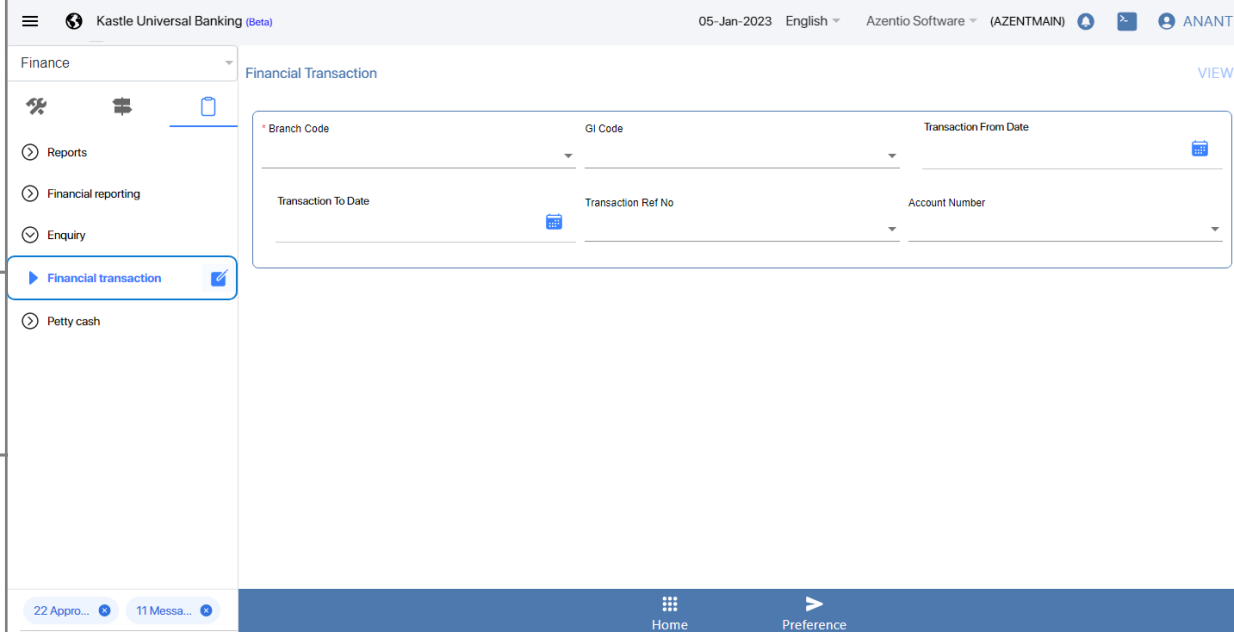 Kastle Universal Banking (Beta)
05-Jan-2023 English Azentio Software (AZENTMAIN) ANANT
Finance
Financial Transaction
VIEW
* Branch Code
GI Code
Transaction From Date
Reports
Financial reporting
Transaction To Date
Transaction Ref No
Account Number
Enquiry
Financial transaction
Petty cash
22 Appro...
11 Messa...
Home
Preference